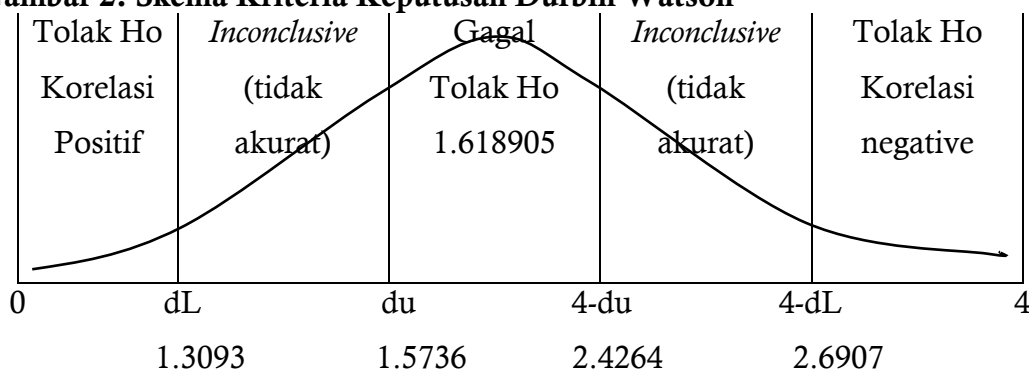 2. Skema Kriteria Keputusan Durbin Watson
Tolak Ho Inconclusive Gagal Inconclusive Tolak Ho
Korelasi (tidak Tolak Ho (tidak Korelasi
Positif akurat) 1.618905 akurat) negative
0 dL du 4-du 4-dL 4
1.3093 1.5736 2.4264 2.6907